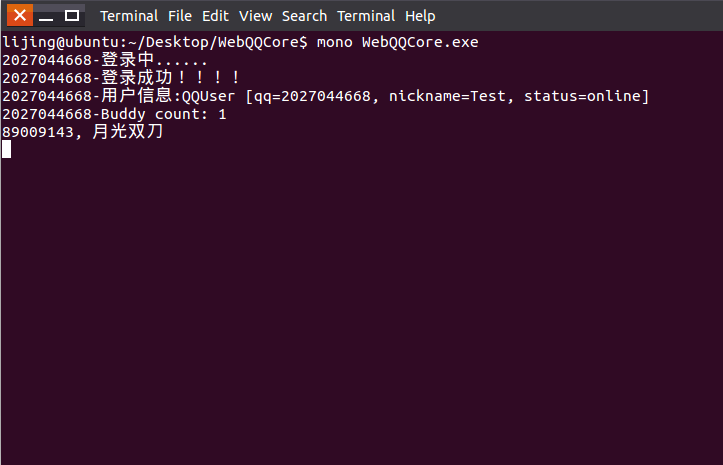 Terminal File Edit View Search Terminal Help
lijing@ubuntu:~/Desktop/WebQQCore$ mono WebQQCore.exe
2027044668-登录中......
2027044668-登录成功！！！！
2027044668-用户信息:QQUser [qq=2027044668, nickname=Test, status=online]
2027044668-Buddy count: 1
89009143, 月光双刀